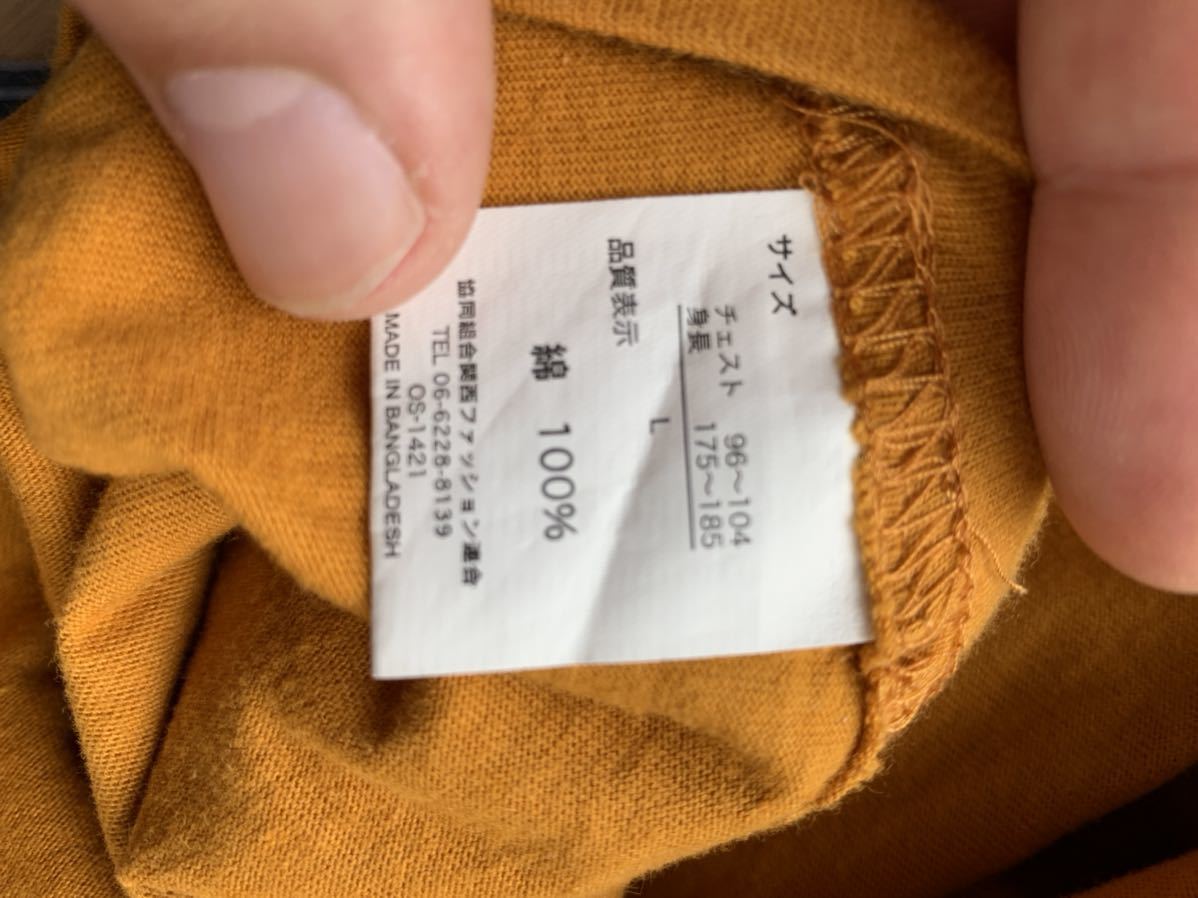 サイズ
チェスト 96～104
身長 175～185
L
品質表示
綿 100%
協同組合関西ファッション連合
TEL 06-6228-8139
OS-1421
MADE IN BANGLADESH